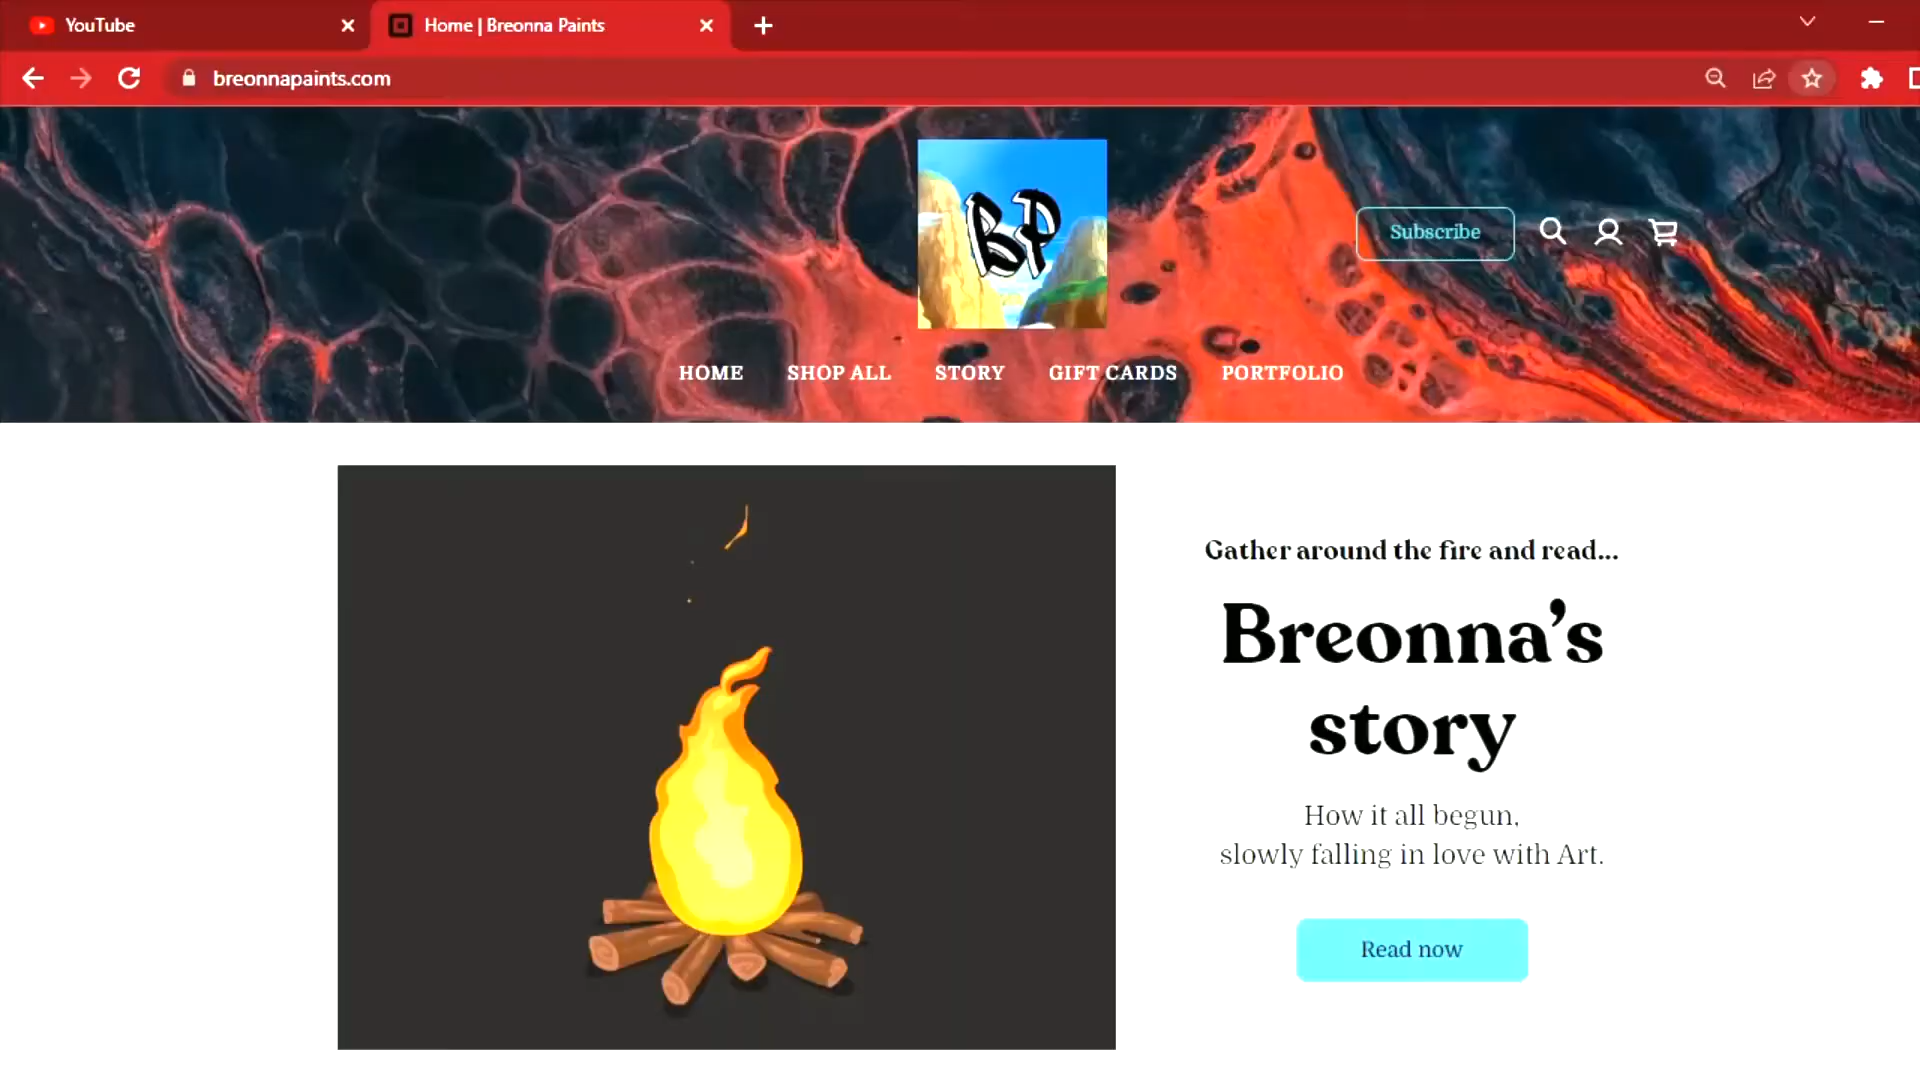 YouTube
Home | Breonna Paints
breonnapaints.com
BP
Subscribe
HOME SHOP ALL STORY GIFT CARDS PORTFOLIO
Gather around the fire and read...
Breonna’s
story
How it all begun,
slowly falling in love with Art.
Read now